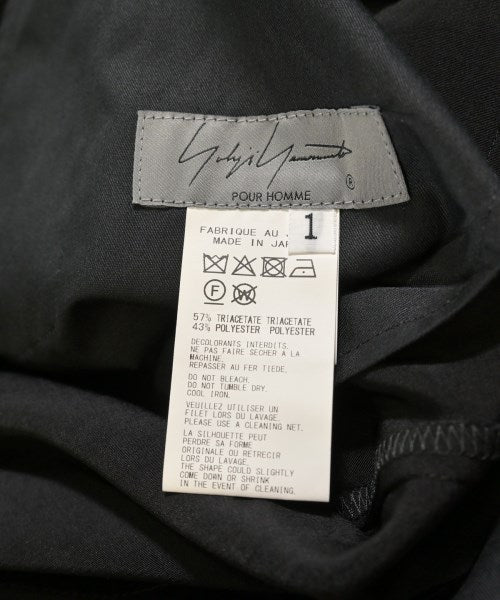 Yohji Yamamoto
®
POUR HOMME
1
FABRIQUE AU
MADE IN JAP
F
W
57% TRIACETATE TRIACETATE
43% POLYESTER POLYESTER
DECOLORANTS INTERDITS.
NE PAS FAIRE SECHER A LA
MACHINE.
REPASSER AU FER TIEDE.
DO NOT BLEACH.
DO NOT TUMBLE DRY.
COOL IRON.
VEUILLEZ UTILISER UN
FILET LORS DU LAVAGE.
PLEASE USE A CLEANING NET.
LA SILHOUETTE PEUT
PERDRE SA FORME
ORIGINALE OU RETRECIR
LORS DU LAVAGE.
THE SHAPE COULD SLIGHTLY
COME DOWN OR SHRINK
IN THE EVENT OF CLEANING.